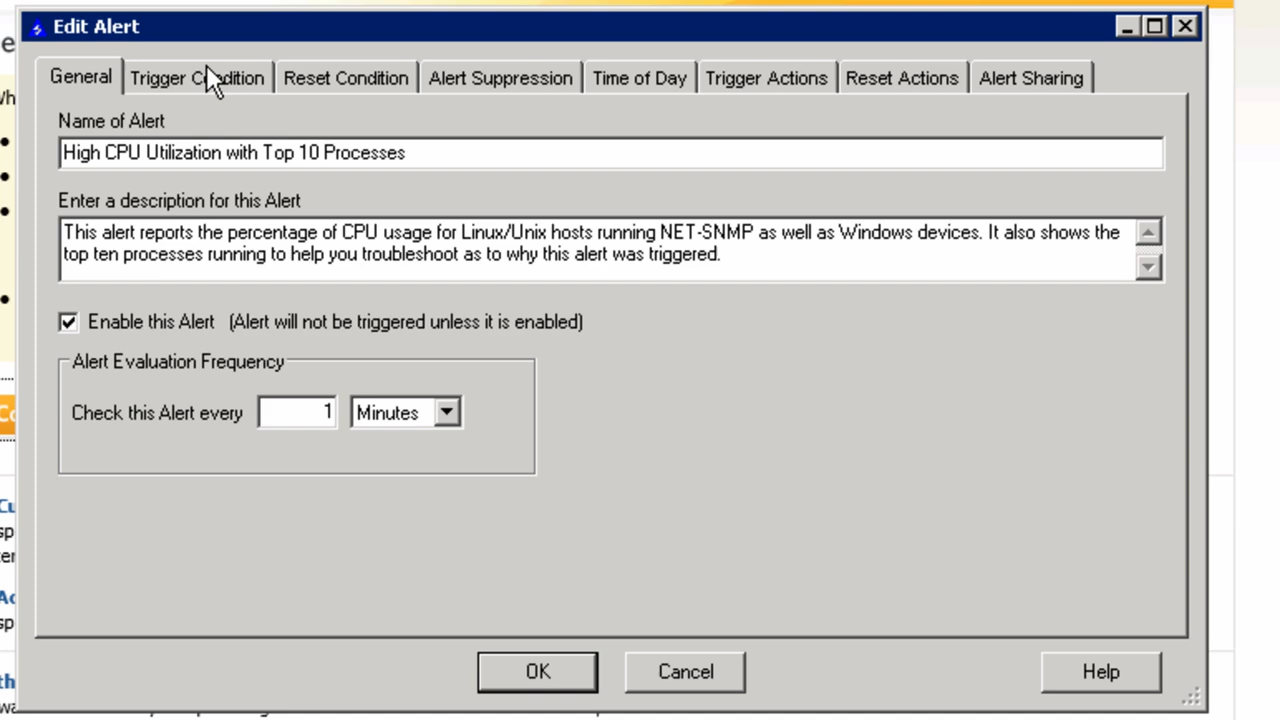 Edit Alert
General
Trigger Condition
Reset Condition
Alert Suppression
Time of Day
Trigger Actions
Reset Actions
Alert Sharing
Name of Alert
High CPU Utilization with Top 10 Processes
Enter a description for this Alert
This alert reports the percentage of CPU usage for Linux/Unix hosts running NET-SNMP as well as Windows devices. It also shows the
top ten processes running to help you troubleshoot as to why this alert was triggered.
Enable this Alert (Alert will not be triggered unless it is enabled)
Alert Evaluation Frequency
Check this Alert every 1 Minutes
OK
Cancel
Help